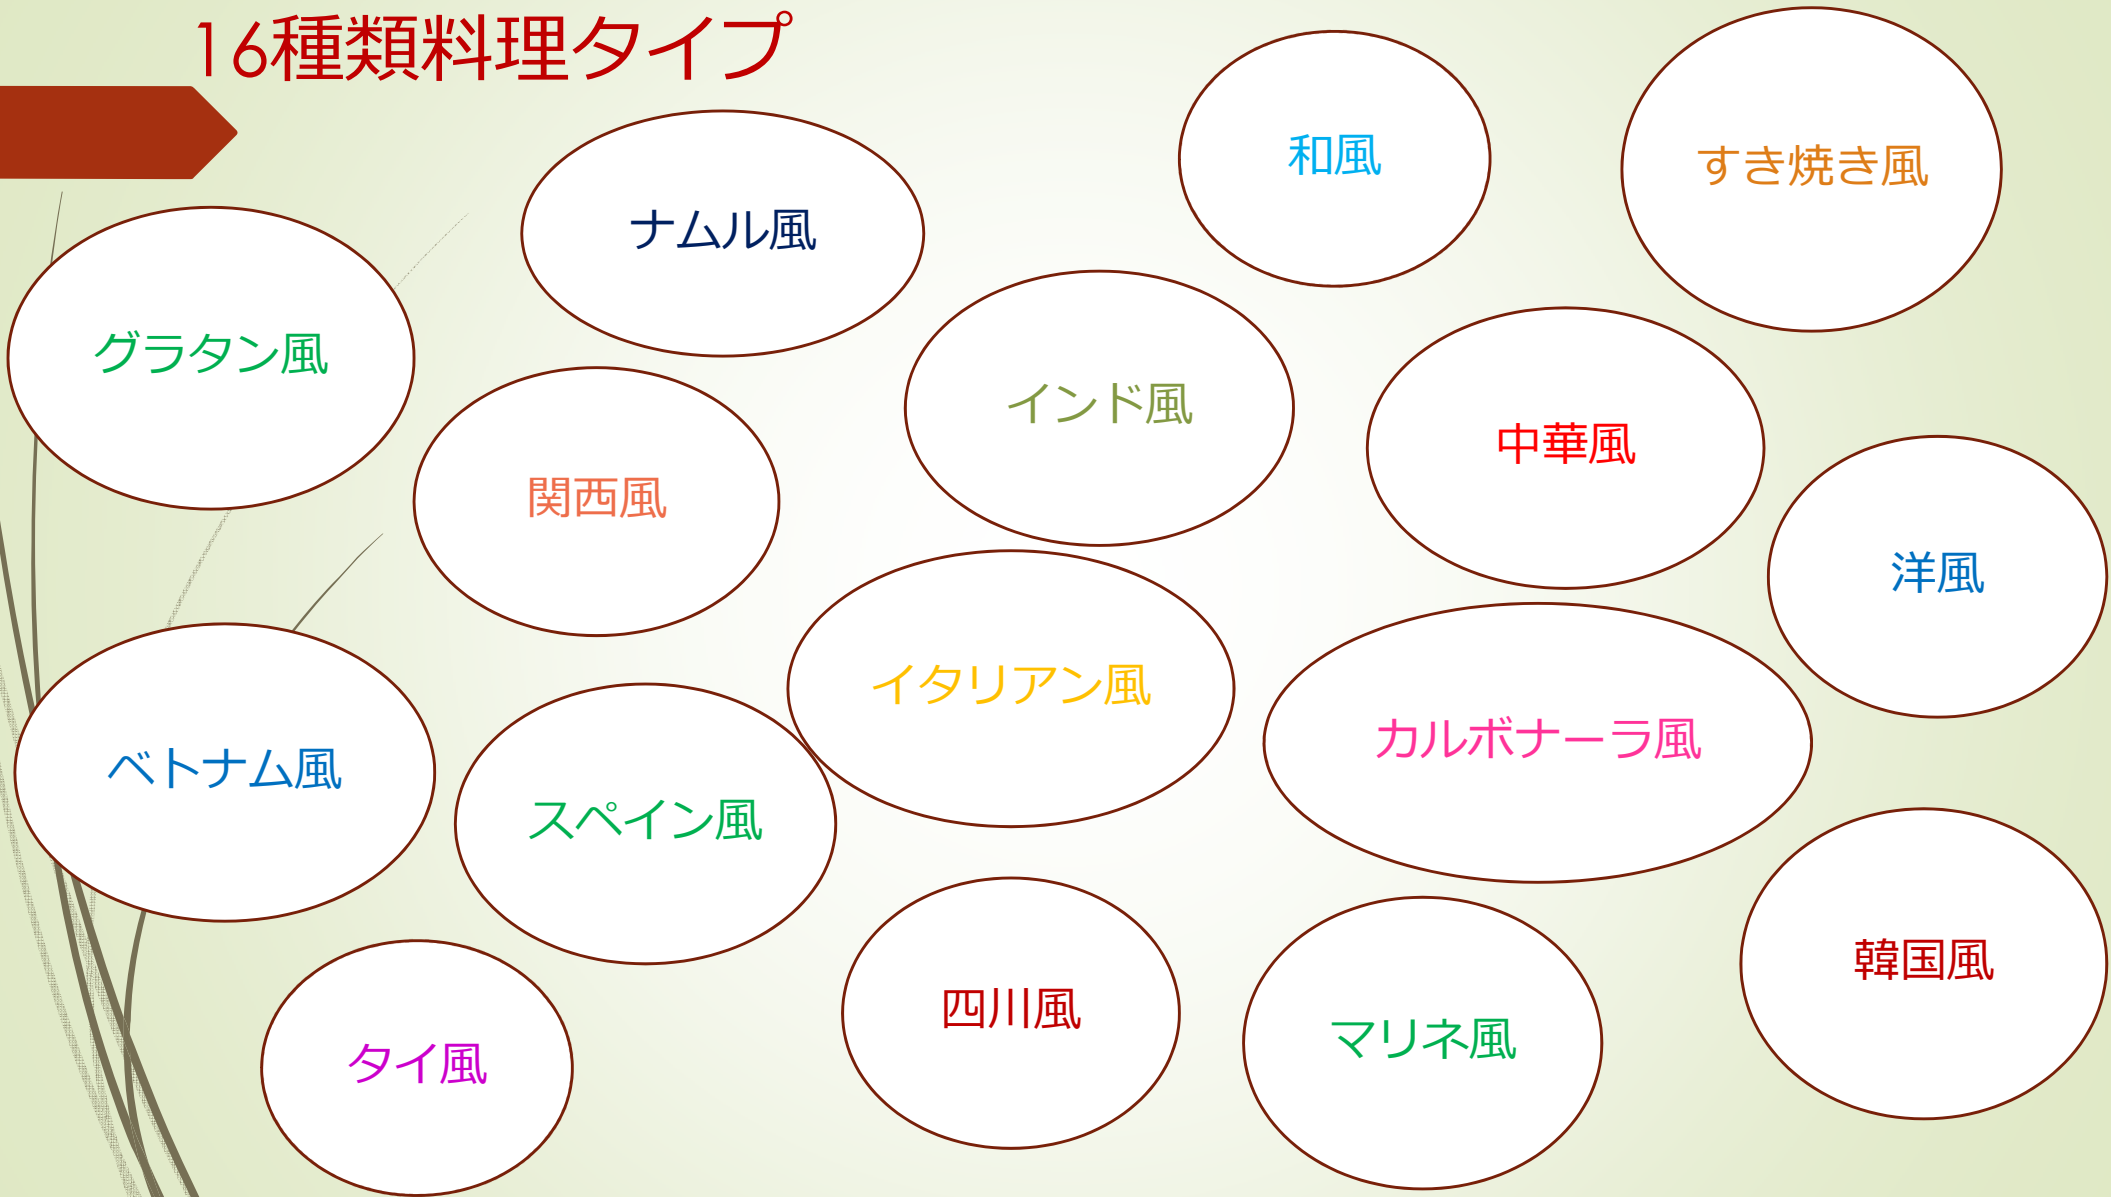 16種類料理タイプ
和風
すき焼き風
ナムル風
グラタン風
インド風
中華風
関西風
洋風
イタリアン風
カルボナーラ風
ベトナム風
スペイン風
韓国風
四川風
マリネ風
タイ風